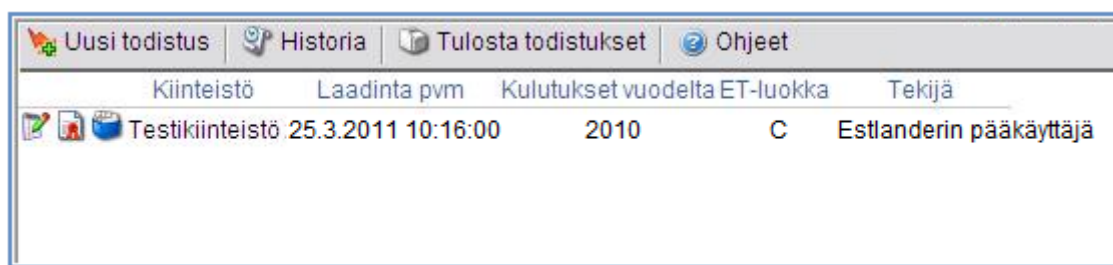 Uusi todistus Historia Tulosta todistukset Ohjeet
Kiinteistö Laadinta pvm Kulutukset vuodelta ET-luokka Tekijä
Testikiinteistö 25.3.2011 10:16:00 2010 C Estlanderin pääkäyttäjä